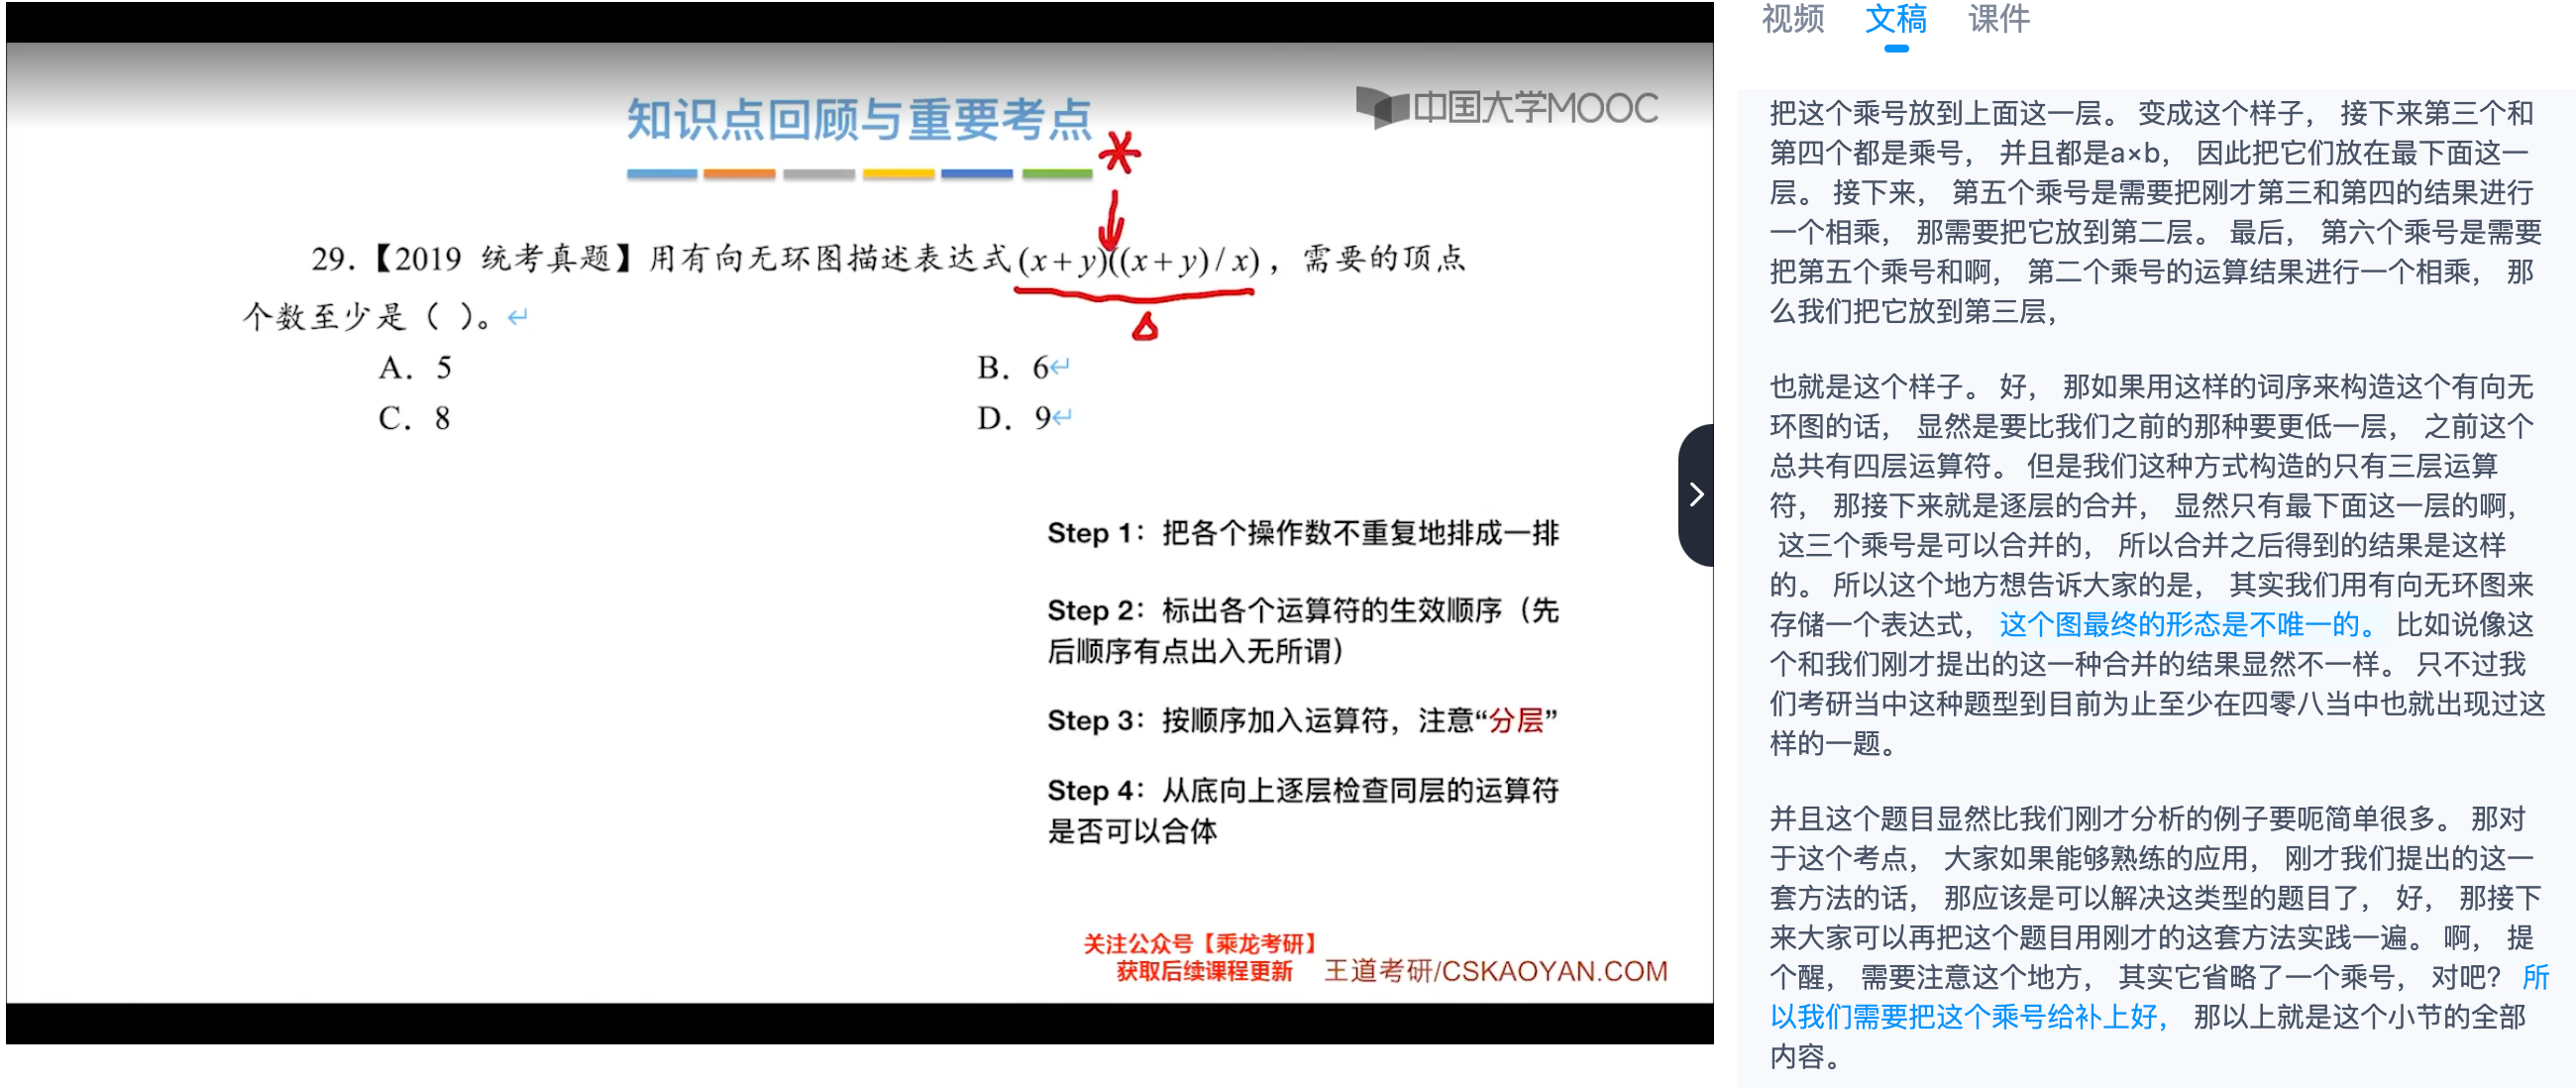 知识点回顾与重要考点
中国大学MOOC
*
29.【2019 统考真题】用有向无环图描述表达式(x+y)((x+y)/x)，需要的顶点
个数至少是（ ）。↵
A. 5
B. 6↵
C. 8
D. 9↵
Step 1：把各个操作数不重复地排成一排
Step 2：标出各个运算符的生效顺序（先
后顺序有点出入无所谓）
Step 3：按顺序加入运算符，注意“分层”
Step 4：从底向上逐层检查同层的运算符
是否可以合体
关注公众号【乘龙考研】
获取后续课程更新
王道考研/CSKAOYAN.COM
视频 文稿 课件
把这个乘号放到上面这一层。 变成这个样子， 接下来第三个和
第四个都是乘号， 并且都是a×b， 因此把它们放在最下面这一
层。 接下来， 第五个乘号是需要把刚才第三和第四的结果进行
一个相乘， 那需要把它放到第二层。 最后， 第六个乘号是需要
把第五个乘号和啊， 第二个乘号的运算结果进行一个相乘， 那
么我们把它放到第三层，
也就是这个样子。 好， 那如果用这样的词序来构造这个有向无
环图的话， 显然是要比我们之前的那种要更低一层， 之前这个
总共有四层运算符。 但是我们这种方式构造的只有三层运算
符， 那接下来就是逐层的合并， 显然只有最下面这一层的啊，
这三个乘号是可以合并的， 所以合并之后得到的结果是这样
的。 所以这个地方想告诉大家的是， 其实我们用有向无环图来
存储一个表达式， 这个图最终的形态是不唯一的。 比如说像这
个和我们刚才提出的这一种合并的结果显然不一样。 只不过我
们考研当中这种题型到目前为止至少在四零八当中也就出现过这
样的一题。
并且这个题目显然比我们刚才分析的例子要呃简单很多。 那对
于这个考点， 大家如果能够熟练的应用， 刚才我们提出的这一
套方法的话， 那应该是可以解决这类型的题目了， 好， 那接下
来大家可以再把这个题目用刚才的这套方法实践一遍。 啊， 提
个醒， 需要注意这个地方， 其实它省略了一个乘号， 对吧？ 所
以我们需要把这个乘号给补上好， 那以上就是这个小节的全部
内容。